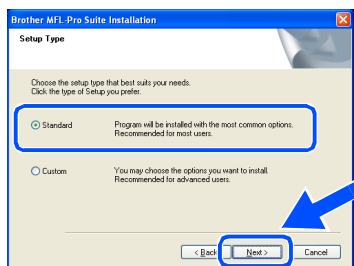 Brother MFL-Pro Suite Installation
Setup Type
Choose the setup type that best suits your needs.
Click the type of Setup you prefer.
Standard Program will be installed with the most common options.
Recommended for most users.
Custom You may choose the options you want to install.
Recommended for advanced users.
< Back Next > Cancel